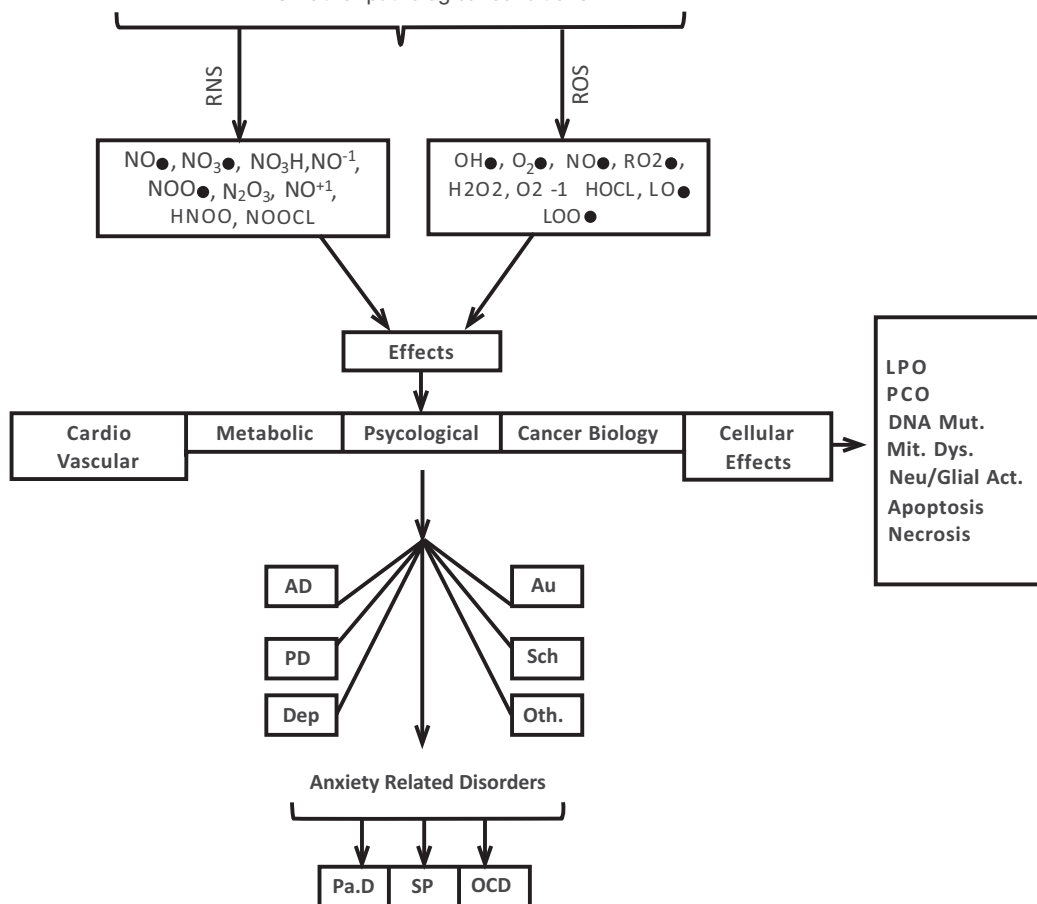 RNS
ROS
NO●, NO₃●, NO₃H,NO⁻¹,
NOO●, N₂O₃, NO⁺¹,
HNOO, NOOCL
OH●, O₂●, NO●, RO2●,
H2O2, O2 -1 HOCL, LO●
LOO●
Effects
Cardio
Vascular
Metabolic
Psycological
Cancer Biology
Cellular
Effects
LPO
PCO
DNA Mut.
Mit. Dys.
Neu/Glial Act.
Apoptosis
Necrosis
AD
Au
PD
Sch
Dep
Oth.
Anxiety Related Disorders
Pa.D
SP
OCD